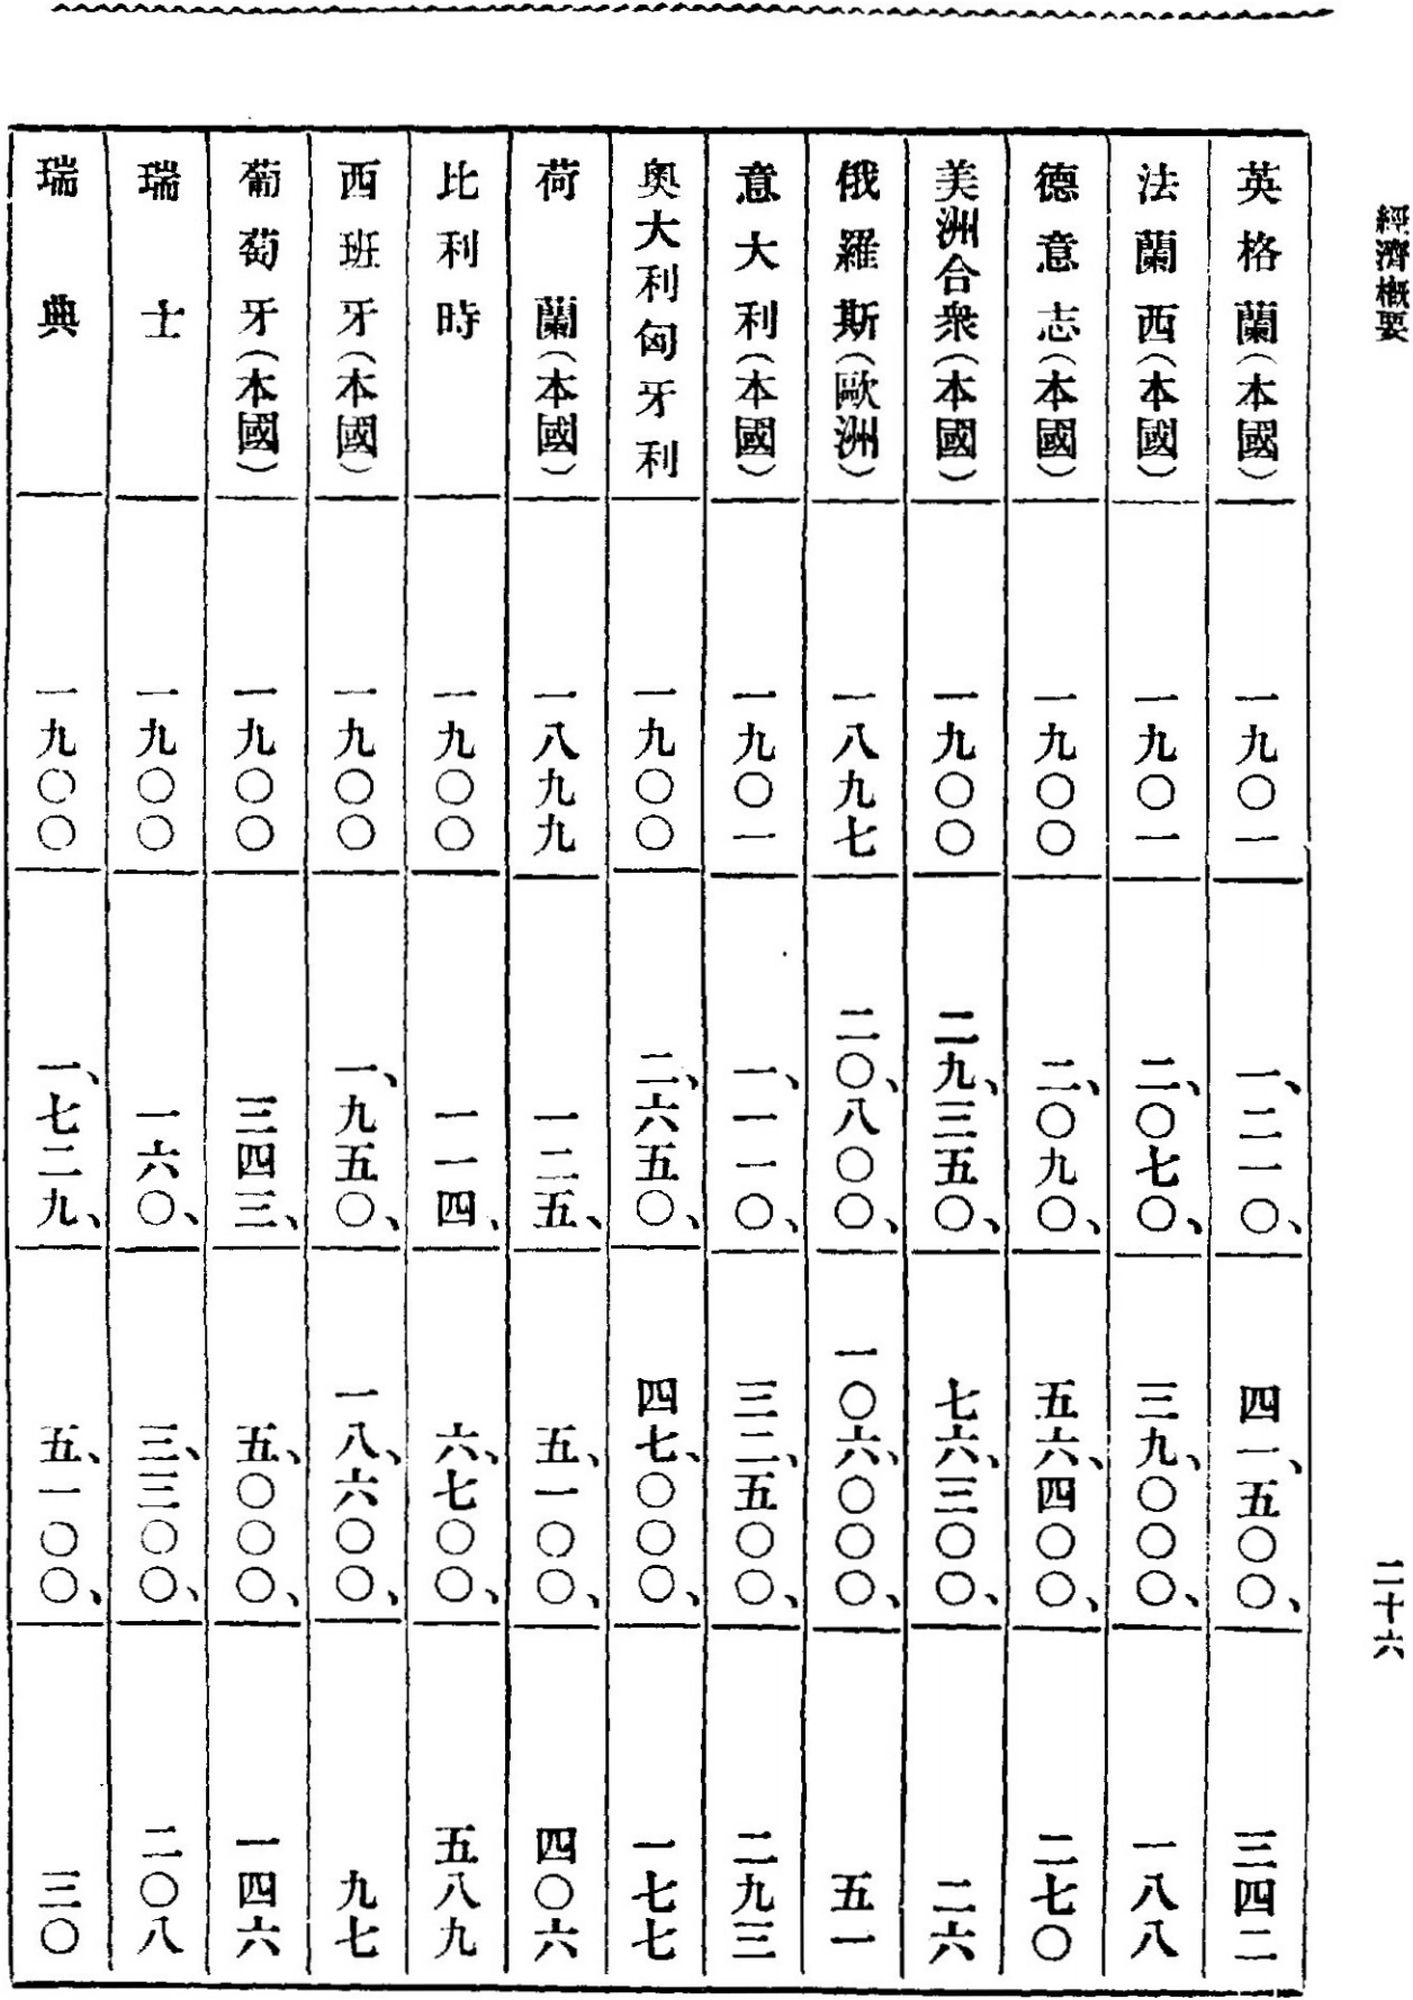 經濟概要
二十六
英格蘭(本國) 一九〇一 一、二一〇、 四一、五〇〇、 三四二
法蘭西(本國) 一九〇一 二、〇七〇、 三九、〇〇〇、 一八八
德意志(本國) 一九〇〇 二、〇九〇、 五六、四〇〇、 二七〇
美洲合衆(本國) 一九〇〇 二九、三五〇、 七六、三〇〇、 二六
俄羅斯(歐洲) 一八九七 二〇、八〇〇、 一〇六、〇〇〇、 五一
意大利(本國) 一九〇一 一、一一〇、 三二、五〇〇、 二九三
奥大利匈牙利 一九〇〇 二、六五〇、 四七、〇〇〇、 一七七
荷蘭(本國) 一八九九 一二五、 五、一〇〇、 四〇六
比利時 一九〇〇 一一四、 六、七〇〇、 五八九
西班牙(本國) 一九〇〇 一、九五〇、 一八、六〇〇、 九七
葡萄牙(本國) 一九〇〇 三四三、 五、〇〇〇、 一四六
瑞士 一九〇〇 一六〇、 三、三〇〇、 二〇八
瑞典 一九〇〇 一、七二九、 五、一〇〇、 三〇